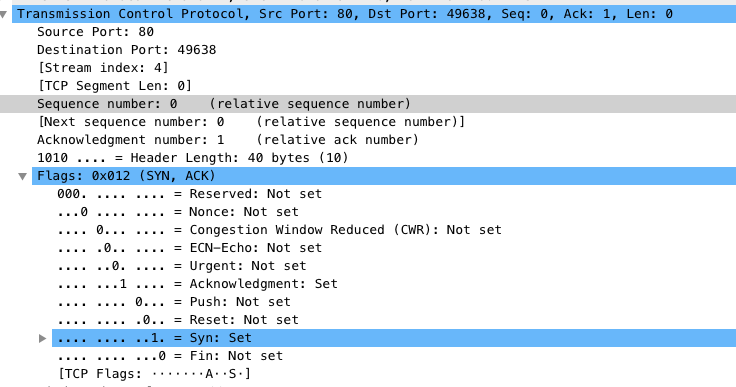 Transmission Control Protocol, Src Port: 80, Dst Port: 49638, Seq: 0, Ack: 1, Len: 0
Source Port: 80
Destination Port: 49638
[Stream index: 4]
[TCP Segment Len: 0]
Sequence number: 0    (relative sequence number)
[Next sequence number: 0    (relative sequence number)]
Acknowledgment number: 1    (relative ack number)
1010 .... = Header Length: 40 bytes (10)
Flags: 0x012 (SYN, ACK)
000. .... .... = Reserved: Not set
...0 .... .... = Nonce: Not set
.... 0... .... = Congestion Window Reduced (CWR): Not set
.... .0.. .... = ECN-Echo: Not set
.... ..0. .... = Urgent: Not set
.... ...1 .... = Acknowledgment: Set
.... .... 0... = Push: Not set
.... .... .0.. = Reset: Not set
.... .... ..1. = Syn: Set
.... .... ...0 = Fin: Not set
[TCP Flags: ·······A··S·]